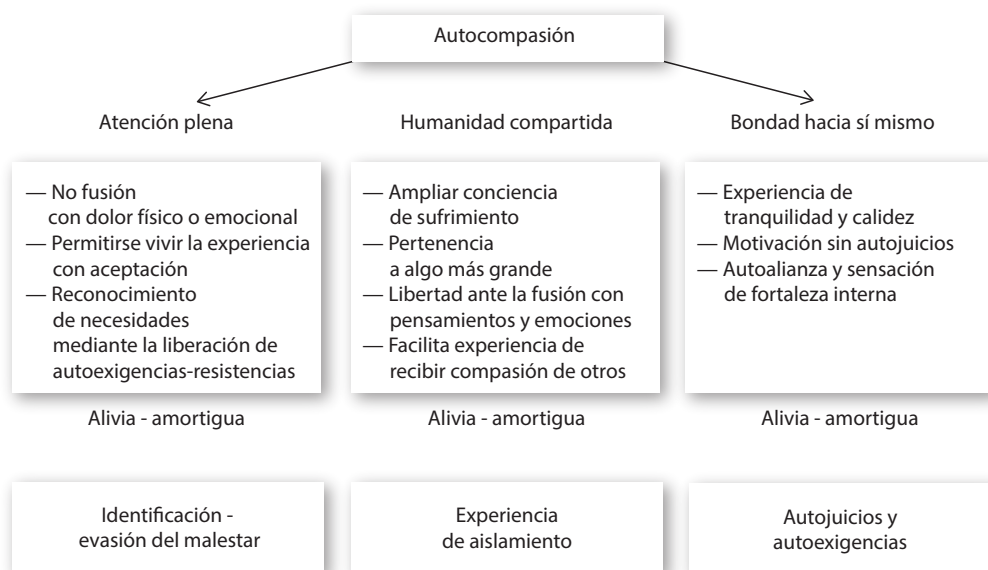 Autocompasión
Atención plena
Humanidad compartida
Bondad hacia sí mismo
— No fusión
con dolor físico o emocional
— Permitirse vivir la experiencia
con aceptación
— Reconocimiento
de necesidades
mediante la liberación de
autoexigencias-resistencias
— Ampliar conciencia
de sufrimiento
— Pertenencia
a algo más grande
— Libertad ante la fusión con
pensamientos y emociones
— Facilita experiencia de
recibir compasión de otros
— Experiencia de
tranquilidad y calidez
— Motivación sin autojuicios
— Autoalianza y sensación
de fortaleza interna
Alivia - amortigua
Alivia - amortigua
Alivia - amortigua
Identificación -
evasión del malestar
Experiencia
de aislamiento
Autojuicios y
autoexigencias